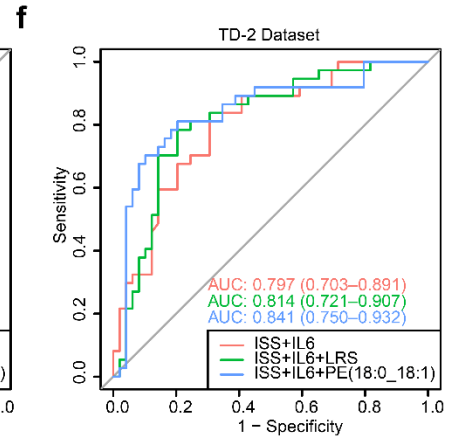 f
TD-2 Dataset
Sensitivity
1.0
0.8
0.6
0.4
0.2
0.0
AUC: 0.797 (0.703–0.891)
AUC: 0.814 (0.721–0.907)
AUC: 0.841 (0.750–0.932)
ISS+IL6
ISS+IL6+LRS
ISS+IL6+PE(18:0_18:1)
)
.0
0.0 0.2 0.4 0.6 0.8 1.0
1 − Specificity